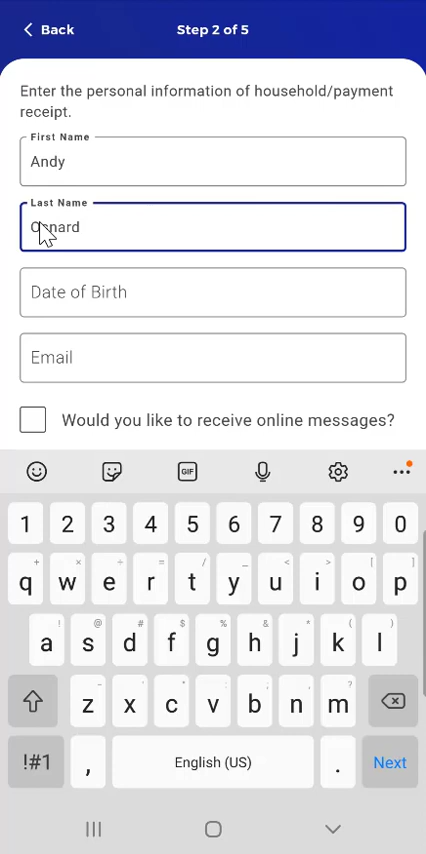 Back
Step 2 of 5
Enter the personal information of household/payment
receipt.
First Name
Andy
Last Name
Date of Birth
Email
Would you like to receive online messages?
GIF
1 2 3 4 5 6 7 8 9 0
+ × ÷ = / _ < > [ ]
q w e r t y u i o p
! @ # $ % & * ( )
a s d f g h j k l
- ' " : ; , ?
z x c v b n m
!#1 , English (US) . Next